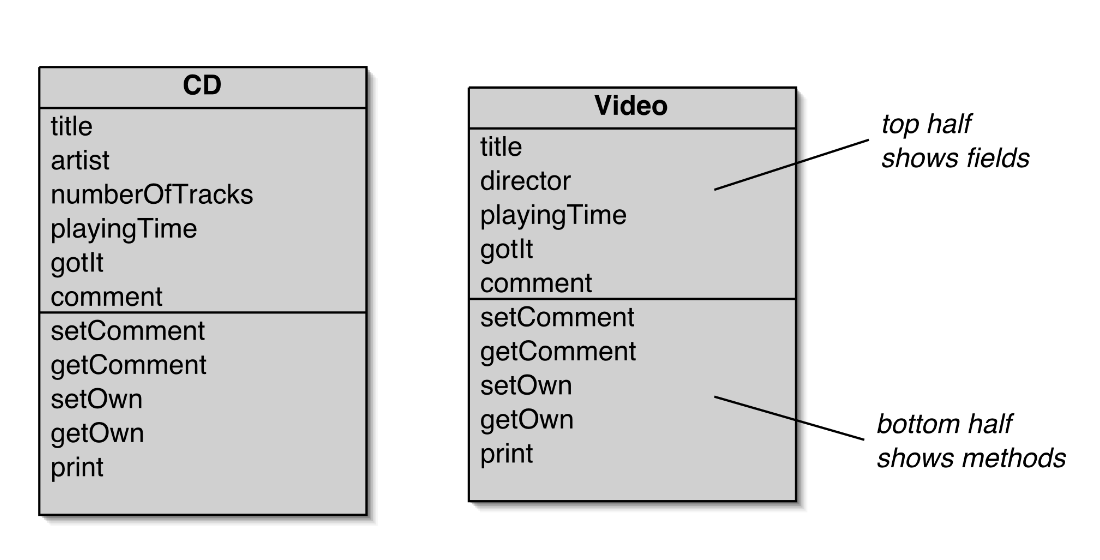 CD
title
artist
numberOfTracks
playingTime
gotIt
comment
setComment
getComment
setOwn
getOwn
print
Video
title
director
playingTime
gotIt
comment
setComment
getComment
setOwn
getOwn
print
top half
shows fields
bottom half
shows methods